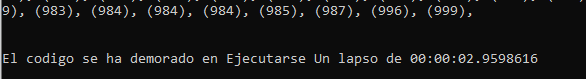 9), (983), (984), (984), (984), (985), (987), (996), (999),
El codigo se ha demorado en Ejecutarse Un lapso de 00:00:02.9598616